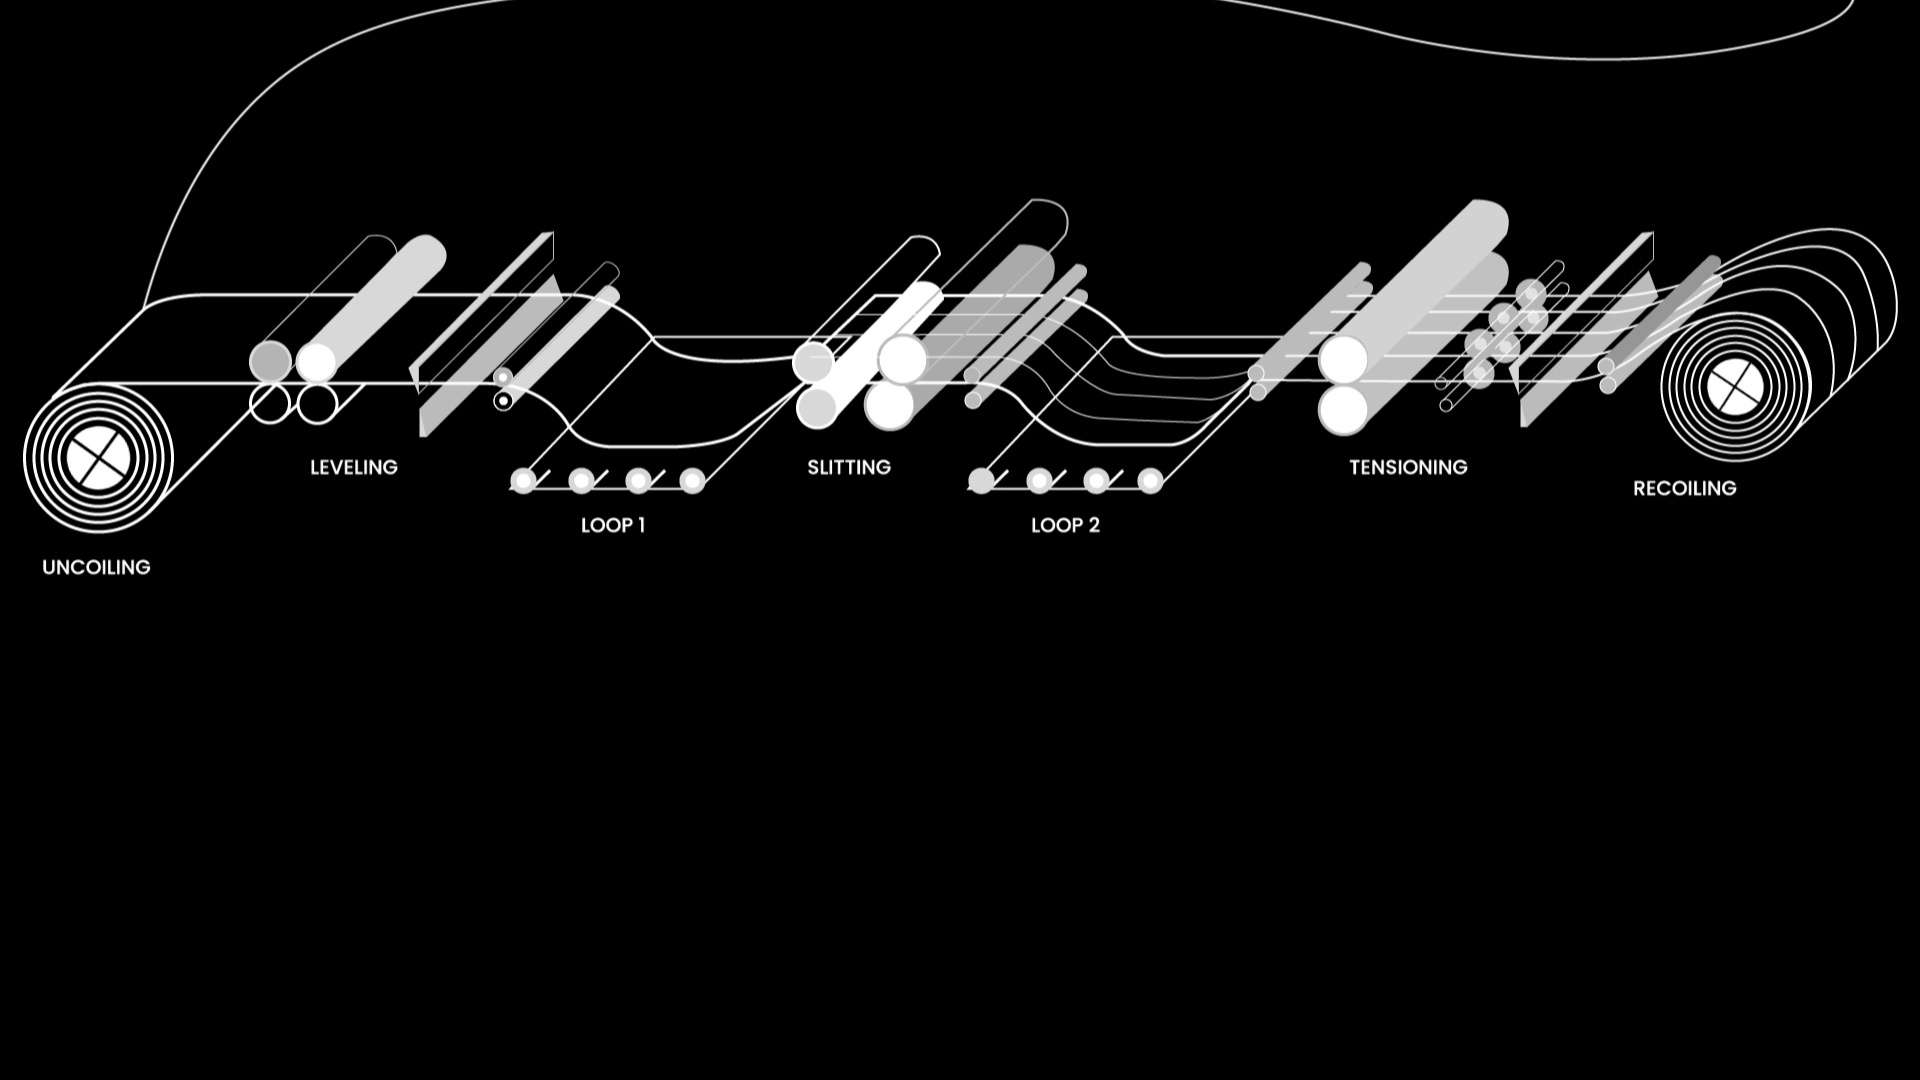 LEVELING
SLITTING
TENSIONING
RECOILING
LOOP 1
LOOP 2
UNCOILING